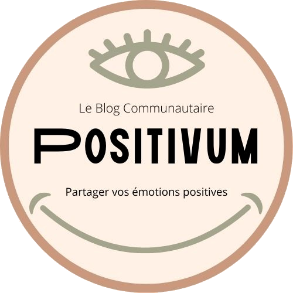 Le Blog Communautaire
POSITIVUM
Partager vos émotions positives